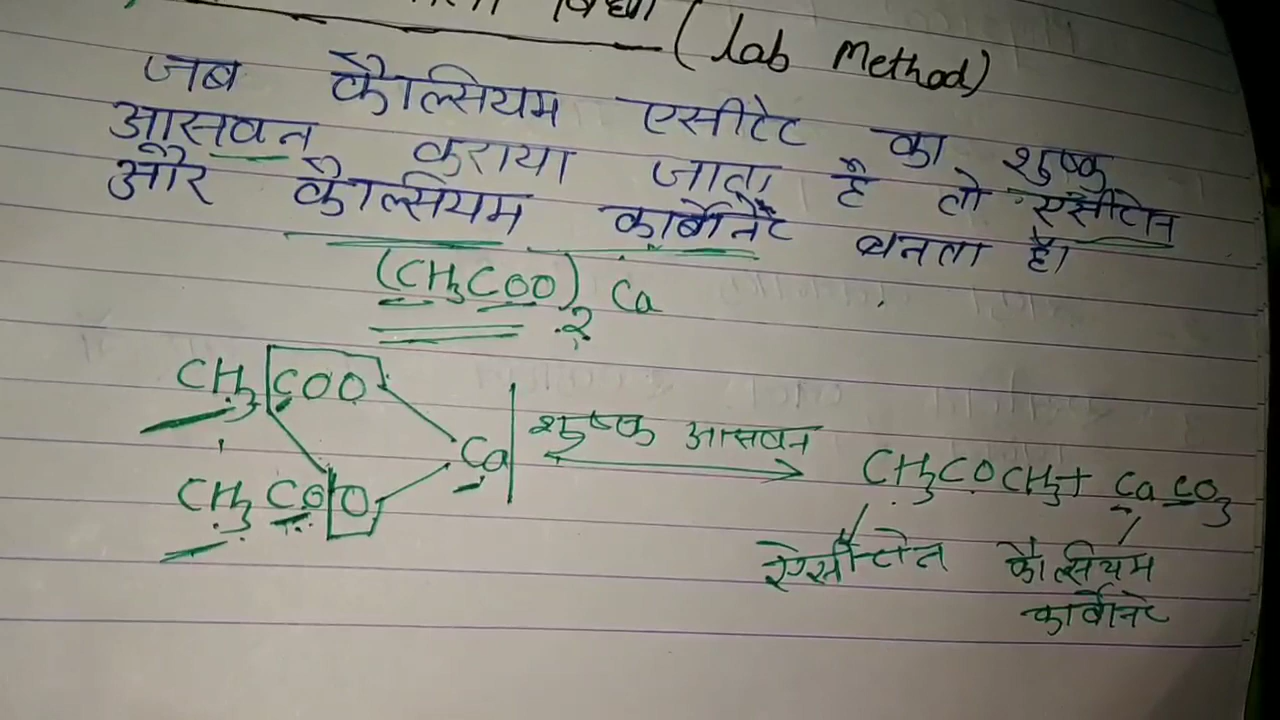 (Lab Method)
जब कैल्सियम एसीटेट का शुष्क
आसवन कराया जाता है तो एसीटोन
और कैल्सियम कार्बोनेट बनता है।
(CH3COO)2 Ca
CH3COO
Ca
CH3COO
शुष्क आसवन
CH3COCH3 + CaCO3
ऐसीटोन कैल्सियम
कार्बोनेट